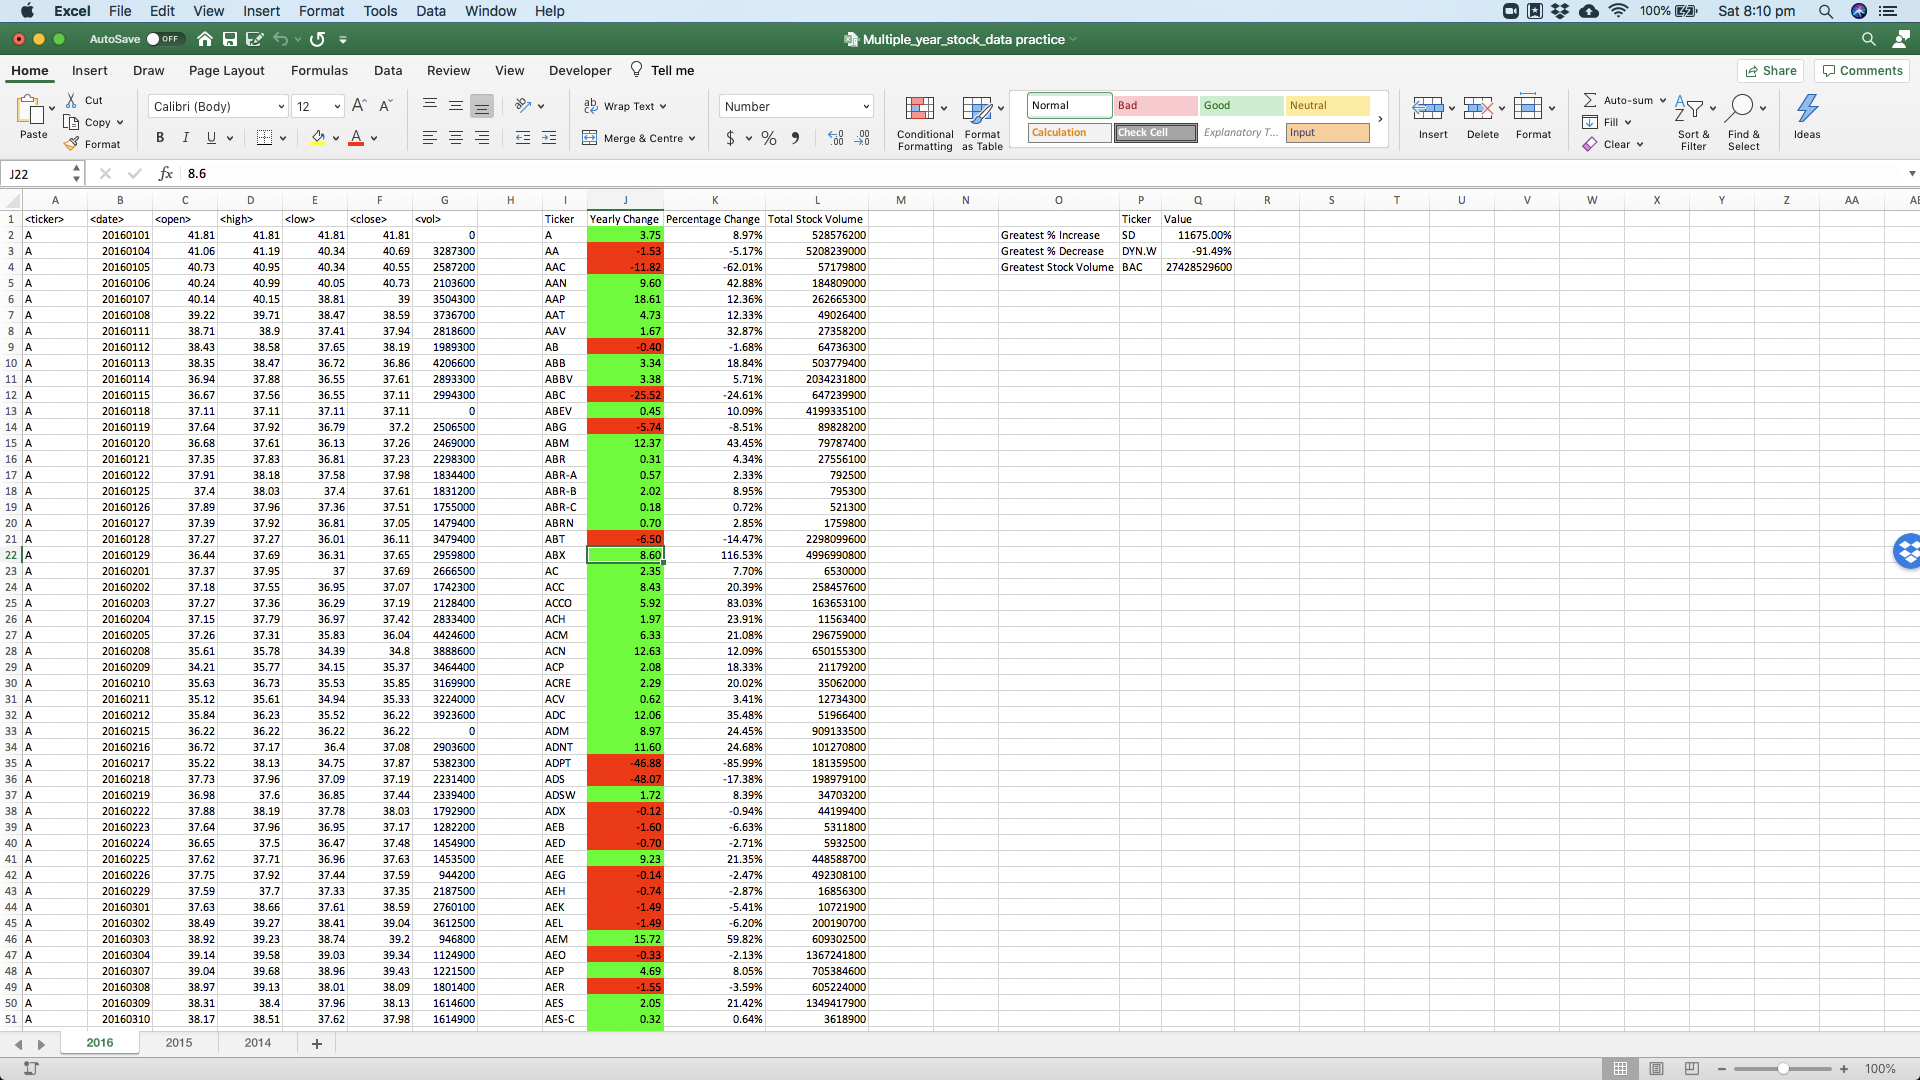 Excel File Edit View Insert Format Tools Data Window Help 100% Sat 8:10 pm
AutoSave OFF Multiple_year_stock_data practice
Home Insert Draw Page Layout Formulas Data Review View Developer Tell me Share Comments
Paste Cut Copy Format Calibri (Body) 12 Wrap Text Merge & Centre Number Conditional Formatting Format as Table Normal Bad Good Neutral Calculation Check Cell Explanatory T... Input Insert Delete Format Auto-sum Fill Clear Sort & Filter Find & Select Ideas
J22 fx 8.6
A B C D E F G H I J K L M N O P Q R S T U V W X Y Z AA
1 <ticker> <date> <open> <high> <low> <close> <vol> Ticker Yearly Change Percentage Change Total Stock Volume Ticker Value
2 A 20160101 41.81 41.81 41.81 41.81 0 A 3.75 8.97% 528576200 Greatest % Increase SD 11675.00%
3 A 20160104 41.06 41.19 40.34 40.69 3287300 AA -1.53 -5.17% 5208239000 Greatest % Decrease DYN.W -91.49%
4 A 20160105 40.73 40.95 40.34 40.55 2587200 AAC -11.82 -62.01% 57179800 Greatest Stock Volume BAC 27428529600
5 A 20160106 40.24 40.99 40.05 40.73 2103600 AAN 9.60 42.88% 184809000
6 A 20160107 40.14 40.15 38.81 39 3504300 AAP 18.61 12.36% 262665300
7 A 20160108 39.22 39.71 38.47 38.59 3736700 AAT 4.73 12.33% 49026400
8 A 20160111 38.71 38.9 37.41 37.94 2818600 AAV 1.67 32.87% 27358200
9 A 20160112 38.43 38.58 37.65 38.19 1989300 AB -0.40 -1.68% 64736300
10 A 20160113 38.35 38.47 36.72 36.86 4206600 ABB 3.34 18.84% 503779400
11 A 20160114 36.94 37.88 36.55 37.61 2893300 ABBV 3.38 5.71% 2034231800
12 A 20160115 36.67 37.56 36.55 37.11 2994300 ABC -25.52 -24.61% 647239900
13 A 20160118 37.11 37.11 37.11 37.11 0 ABEV 0.45 10.09% 4199335100
14 A 20160119 37.64 37.92 36.79 37.2 2506500 ABG -5.74 -8.51% 89828200
15 A 20160120 36.68 37.61 36.13 37.26 2469000 ABM 12.37 43.45% 79787400
16 A 20160121 37.35 37.83 36.81 37.23 2298300 ABR 0.31 4.34% 27556100
17 A 20160122 37.91 38.18 37.58 37.98 1834400 ABR-A 0.57 2.33% 792500
18 A 20160125 37.4 38.03 37.4 37.61 1831200 ABR-B 2.02 8.95% 795300
19 A 20160126 37.89 37.96 37.36 37.51 1755000 ABR-C 0.18 0.72% 521300
20 A 20160127 37.39 37.92 36.81 37.05 1479400 ABRN 0.70 2.85% 1759800
21 A 20160128 37.27 37.27 36.01 36.11 3479400 ABT -6.50 -14.47% 2298099600
22 A 20160129 36.44 37.69 36.31 37.65 2959800 ABX 8.60 116.53% 4996990800
23 A 20160201 37.37 37.95 37 37.69 2666500 AC 2.35 7.70% 6530000
24 A 20160202 37.18 37.55 36.95 37.07 1742300 ACC 8.43 20.39% 258457600
25 A 20160203 37.27 37.36 36.29 37.19 2128400 ACCO 5.92 83.03% 163653100
26 A 20160204 37.15 37.79 36.97 37.42 2833400 ACH 1.97 23.91% 11563400
27 A 20160205 37.26 37.31 35.83 36.04 4424600 ACM 6.33 21.08% 296759000
28 A 20160208 35.61 35.78 34.39 34.8 3888600 ACN 12.63 12.09% 650155300
29 A 20160209 34.21 35.77 34.15 35.37 3464400 ACP 2.08 18.33% 21179200
30 A 20160210 35.63 36.73 35.53 35.85 3169900 ACRE 2.29 20.02% 35062000
31 A 20160211 35.12 35.61 34.94 35.33 3224000 ACV 0.62 3.41% 12734300
32 A 20160212 35.84 36.23 35.52 36.22 3923600 ADC 12.06 35.48% 51966400
33 A 20160215 36.22 36.22 36.22 36.22 0 ADM 8.97 24.45% 909133500
34 A 20160216 36.72 37.17 36.4 37.08 2903600 ADNT 11.60 24.68% 101270800
35 A 20160217 35.22 38.13 34.75 37.87 5382300 ADPT -46.88 -85.99% 181359500
36 A 20160218 37.73 37.96 37.09 37.19 2231400 ADS -48.07 -17.38% 198979100
37 A 20160219 36.98 37.6 36.85 37.44 2339400 ADSW 1.72 8.39% 34703200
38 A 20160222 37.88 38.19 37.78 38.03 1792900 ADX -0.12 -0.94% 44199400
39 A 20160223 37.64 37.96 36.95 37.17 1282200 AEB -1.60 -6.63% 5311800
40 A 20160224 36.65 37.5 36.47 37.48 1454900 AED -0.70 -2.71% 5932500
41 A 20160225 37.62 37.71 36.96 37.63 1453500 AEE 9.23 21.35% 448588700
42 A 20160226 37.75 37.92 37.44 37.59 944200 AEG -0.14 -2.47% 492308100
43 A 20160229 37.59 37.7 37.33 37.35 2187500 AEH -0.74 -2.87% 16856300
44 A 20160301 37.63 38.66 37.61 38.59 2760100 AEK -1.49 -5.41% 10721900
45 A 20160302 38.49 39.27 38.41 39.04 3612500 AEL -1.49 -6.20% 200190700
46 A 20160303 38.92 39.23 38.74 39.2 946800 AEM 15.72 59.82% 609302500
47 A 20160304 39.14 39.58 39.03 39.34 1124900 AEO -0.33 -2.13% 1367241800
48 A 20160307 39.04 39.68 38.96 39.43 1221500 AEP 4.69 8.05% 705384600
49 A 20160308 38.97 39.13 38.01 38.09 1801400 AER -1.55 -3.59% 605224000
50 A 20160309 38.31 38.4 37.96 38.13 1614600 AES 2.05 21.42% 1349417900
51 A 20160310 38.17 38.51 37.62 37.98 1614900 AES-C 0.32 0.64% 3618900
2016 2015 2014 +
100%